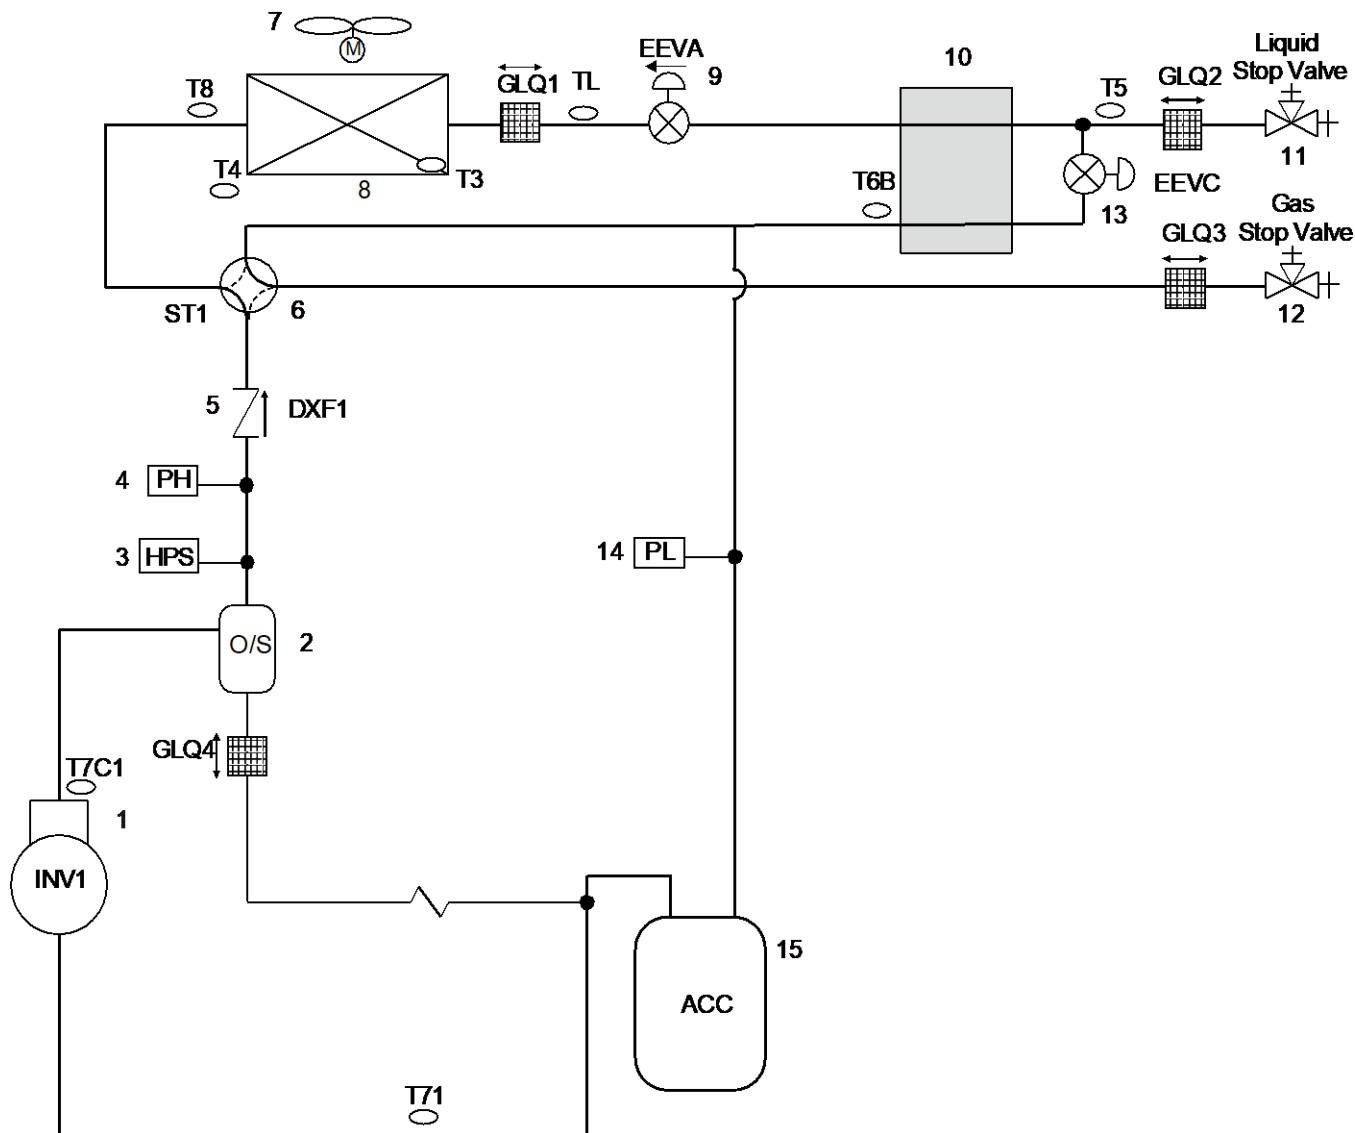 7
M
EEVA
9
10
Liquid
Stop Valve
T8
GLQ1
TL
T5
GLQ2
T4
8
T3
T6B
EEVC
11
13
Gas
Stop Valve
GLQ3
ST1
6
12
5
DXF1
4
PH
3
HPS
14
PL
O/S
2
GLQ4
T7C1
1
INV1
15
ACC
T71